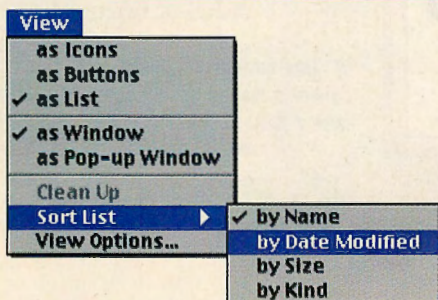 View
as Icons
as Buttons
✓ as List
✓ as Window
as Pop-up Window
Clean Up
Sort List ▶
View Options...
✓ by Name
by Date Modified
by Size
by Kind